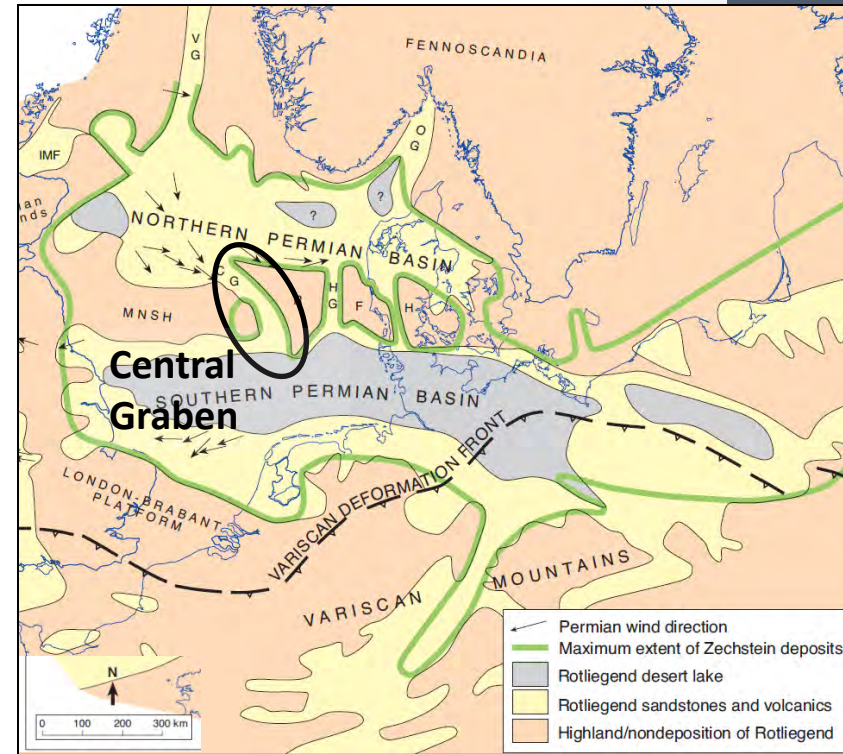 FENNOSCANDIA
VG
OG
IMF
?
?
NORTHERN PERMIAN BASIN
CG
HG
F
H
MNSH
Central
Graben
SOUTHERN PERMIAN BASIN
VARISCAN DEFORMATION FRONT
LONDON-BRABANT
PLATFORM
VARISCAN MOUNTAINS
Permian wind direction
Maximum extent of Zechstein deposits
Rotliegend desert lake
Rotliegend sandstones and volcanics
Highland/nondeposition of Rotliegend
N
0 100 200 300 km